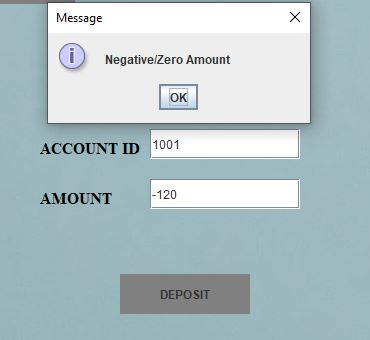 Message
Negative/Zero Amount
OK
ACCOUNT ID 1001
AMOUNT -120
DEPOSIT